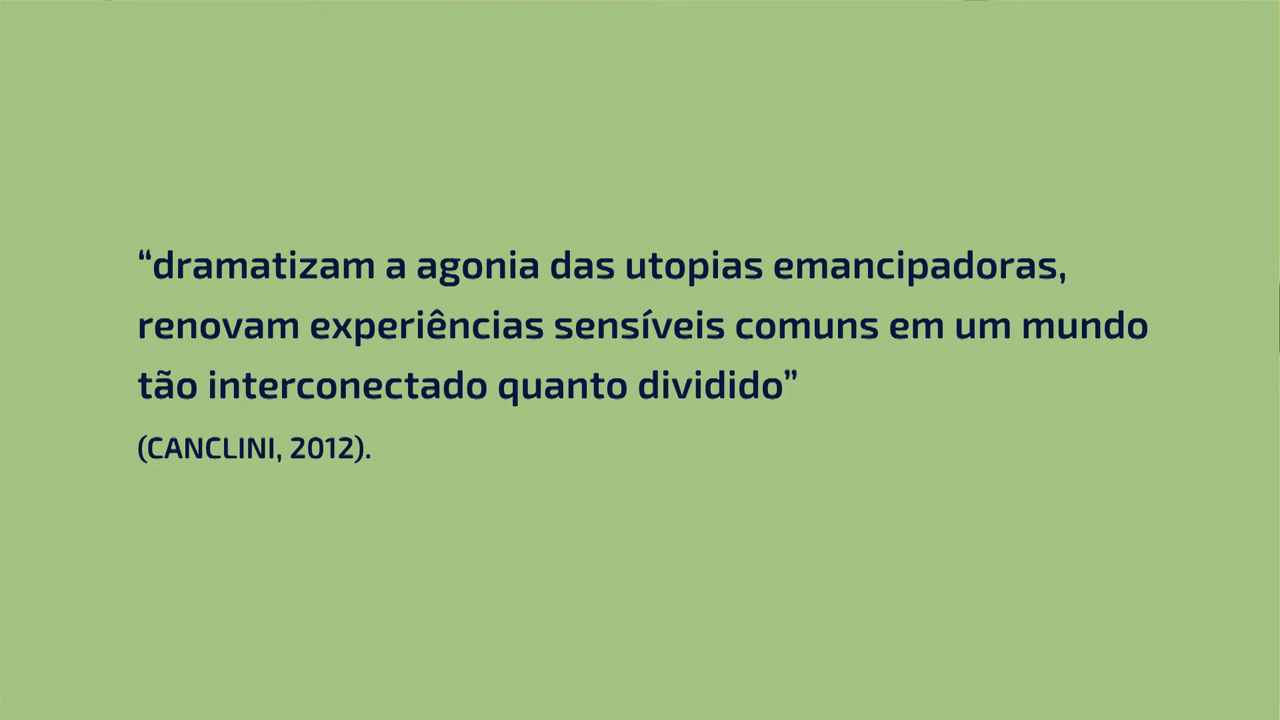 “dramatizam a agonia das utopias emancipadoras,
renovam experiências sensíveis comuns em um mundo
tão interconectado quanto dividido”
(CANCLINI, 2012).